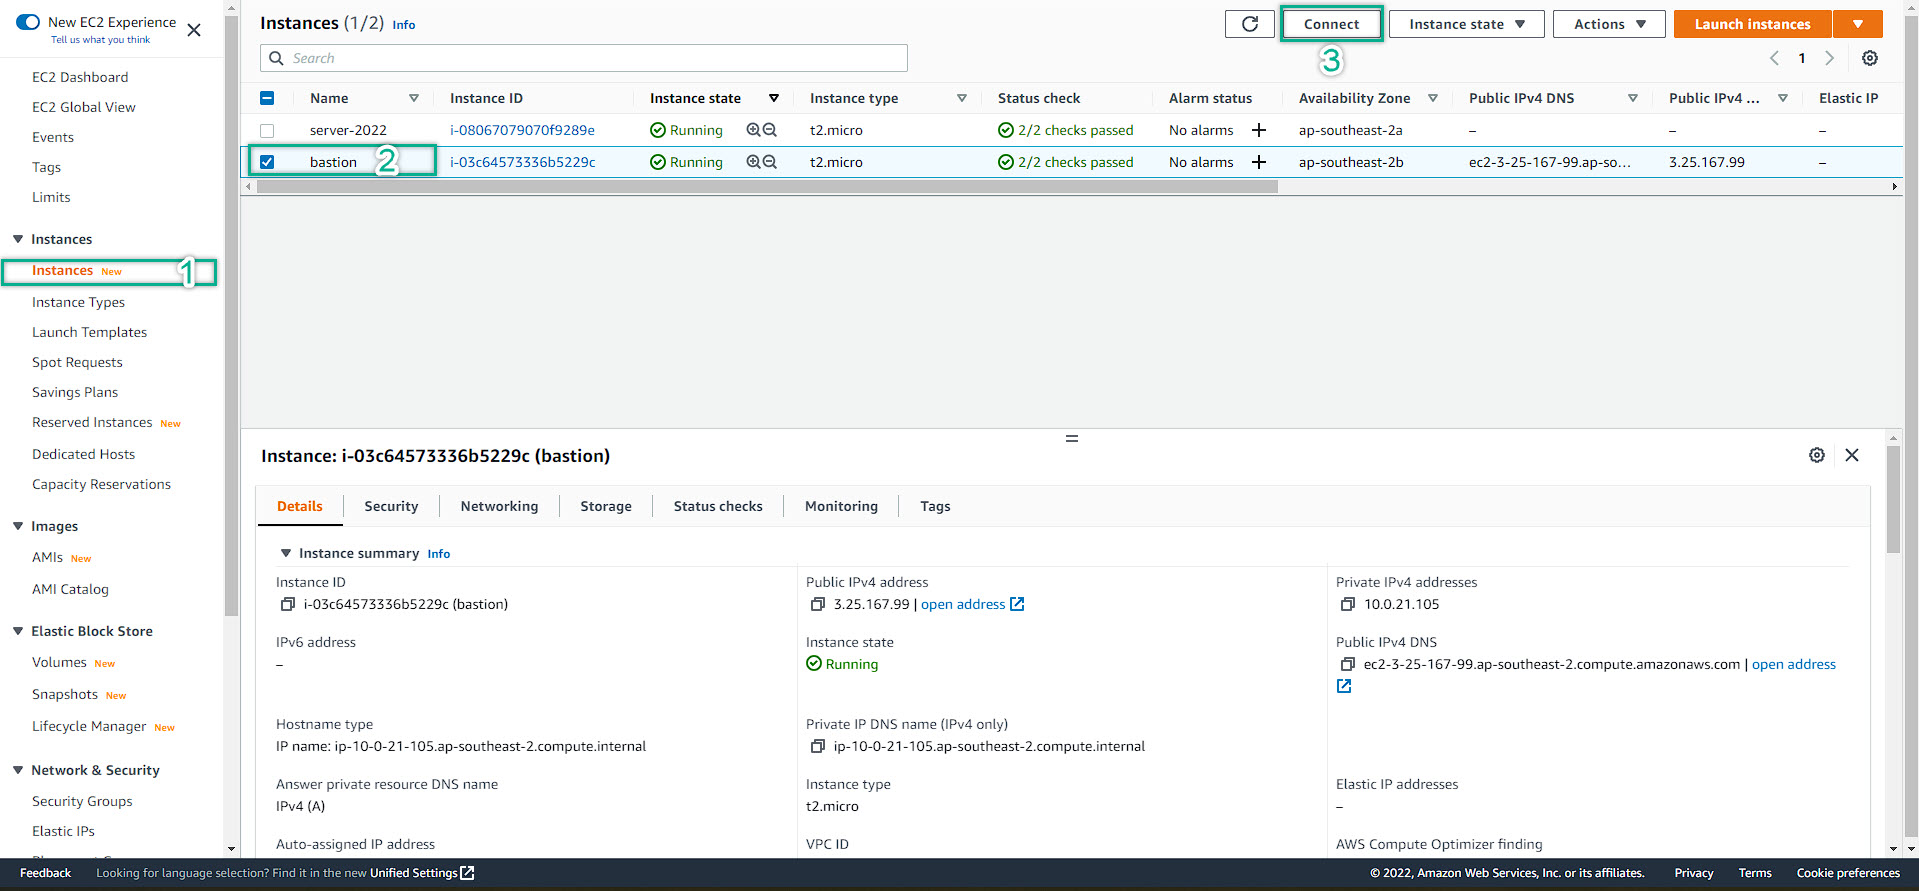 New EC2 Experience
Tell us what you think
EC2 Dashboard
EC2 Global View
Events
Tags
Limits
Instances
Instances New 1
Instance Types
Launch Templates
Spot Requests
Savings Plans
Reserved Instances New
Dedicated Hosts
Capacity Reservations
Images
AMIs New
AMI Catalog
Elastic Block Store
Volumes New
Snapshots New
Lifecycle Manager New
Network & Security
Security Groups
Elastic IPs
Instances (1/2) Info
Connect Instance state Actions Launch instances
3
Search
1
Name Instance ID Instance state Instance type Status check Alarm status Availability Zone Public IPv4 DNS Public IPv4 ... Elastic IP
server-2022 i-08067079070f9289e Running t2.micro 2/2 checks passed No alarms + ap-southeast-2a – – –
bastion 2 i-03c64573336b5229c Running t2.micro 2/2 checks passed No alarms + ap-southeast-2b ec2-3-25-167-99.ap-so... 3.25.167.99 –
Instance: i-03c64573336b5229c (bastion)
Details Security Networking Storage Status checks Monitoring Tags
Instance summary Info
Instance ID
i-03c64573336b5229c (bastion)
Public IPv4 address
3.25.167.99 | open address
Private IPv4 addresses
10.0.21.105
IPv6 address
–
Instance state
Running
Public IPv4 DNS
ec2-3-25-167-99.ap-southeast-2.compute.amazonaws.com | open address
Hostname type
IP name: ip-10-0-21-105.ap-southeast-2.compute.internal
Private IP DNS name (IPv4 only)
ip-10-0-21-105.ap-southeast-2.compute.internal
Answer private resource DNS name
IPv4 (A)
Instance type
t2.micro
Elastic IP addresses
–
Auto-assigned IP address
VPC ID
AWS Compute Optimizer finding
Feedback Looking for language selection? Find it in the new Unified Settings © 2022, Amazon Web Services, Inc. or its affiliates. Privacy Terms Cookie preferences